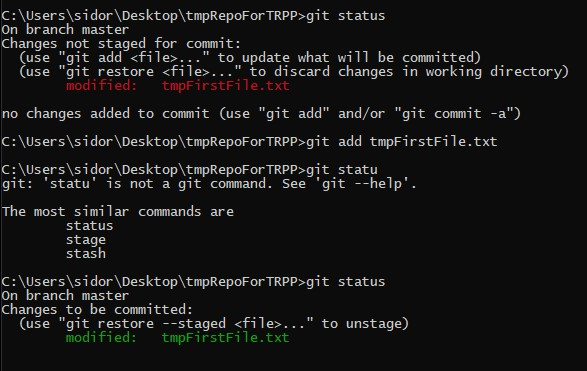 C:\Users\sidor\Desktop\tmpRepoForTRPP>git status
On branch master
Changes not staged for commit:
  (use "git add <file>..." to update what will be committed)
  (use "git restore <file>..." to discard changes in working directory)
        modified:   tmpFirstFile.txt

no changes added to commit (use "git add" and/or "git commit -a")

C:\Users\sidor\Desktop\tmpRepoForTRPP>git add tmpFirstFile.txt

C:\Users\sidor\Desktop\tmpRepoForTRPP>git statu
git: 'statu' is not a git command. See 'git --help'.

The most similar commands are
        status
        stage
        stash

C:\Users\sidor\Desktop\tmpRepoForTRPP>git status
On branch master
Changes to be committed:
  (use "git restore --staged <file>..." to unstage)
        modified:   tmpFirstFile.txt